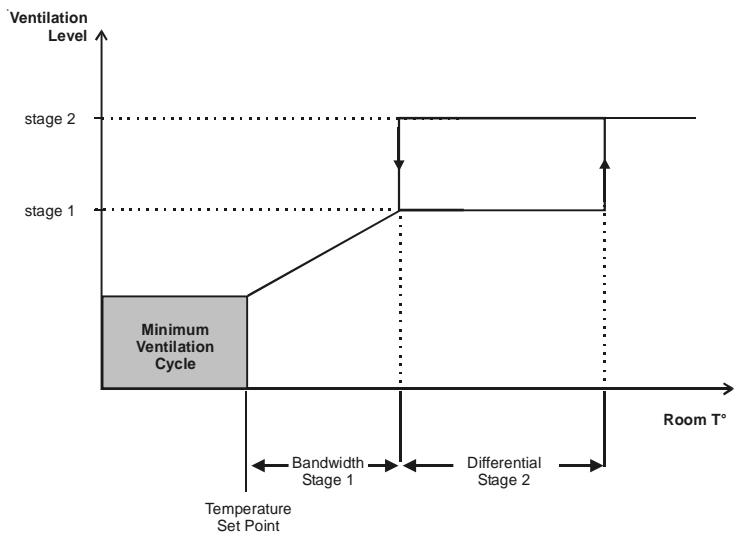 Ventilation
Level
stage 2
stage 1
Minimum
Ventilation
Cycle
Room T°
Bandwidth
Stage 1
Differential
Stage 2
Temperature
Set Point